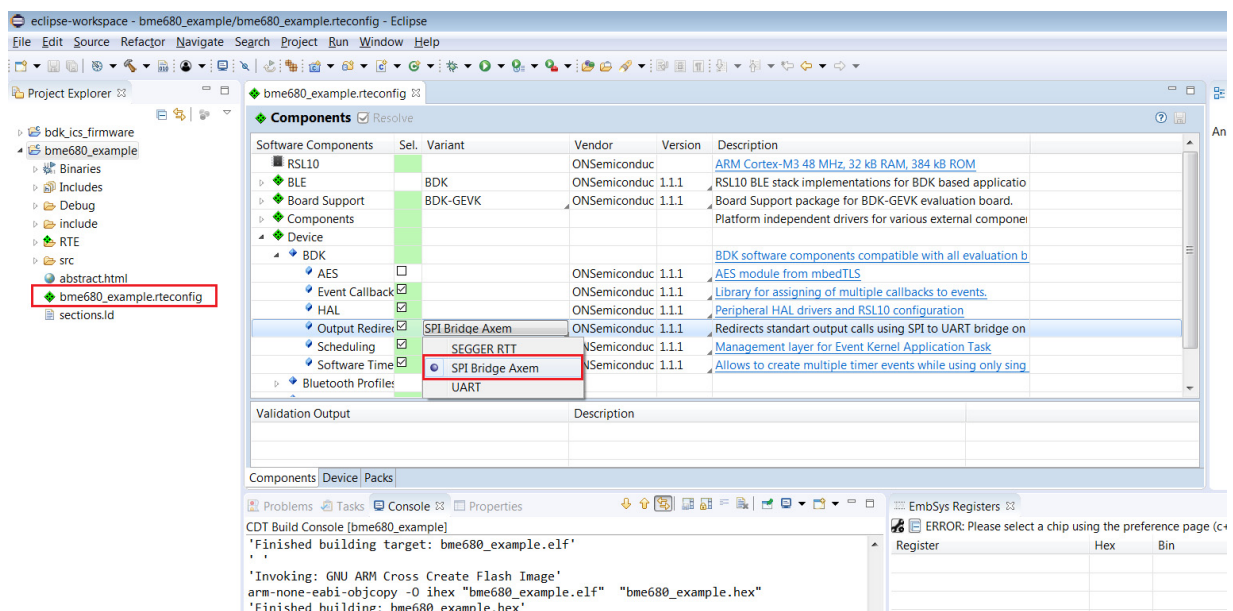 eclipse-workspace - bme680_example/bme680_example.rteconfig - Eclipse
File Edit Source Refactor Navigate Search Project Run Window Help
Project Explorer
bdk_ics_firmware
bme680_example
Binaries
Includes
Debug
include
RTE
src
abstract.html
bme680_example.rteconfig
sections.ld
bme680_example.rteconfig
Components Resolve
Software Components Sel. Variant Vendor Version Description
RSL10 ONSemiconduc ARM Cortex-M3 48 MHz, 32 kB RAM, 384 kB ROM
BLE BDK ONSemiconduc 1.1.1 RSL10 BLE stack implementations for BDK based applicatio
Board Support BDK-GEVK ONSemiconduc 1.1.1 Board Support package for BDK-GEVK evaluation board.
Components Platform independent drivers for various external componen
Device
BDK BDK software components compatible with all evaluation b
AES ONSemiconduc 1.1.1 AES module from mbedTLS
Event Callback ONSemiconduc 1.1.1 Library for assigning of multiple callbacks to events.
HAL ONSemiconduc 1.1.1 Peripheral HAL drivers and RSL10 configuration
Output Redirec SPI Bridge Axem ONSemiconduc 1.1.1 Redirects standart output calls using SPI to UART bridge on
Scheduling NSemiconduc 1.1.1 Management layer for Event Kernel Application Task
Software Time NSemiconduc 1.1.1 Allows to create multiple timer events while using only sing
Bluetooth Profiles
SEGGER RTT
SPI Bridge Axem
UART
Validation Output Description
Components Device Packs
An
Problems Tasks Console Properties
CDT Build Console [bme680_example]
'Finished building target: bme680_example.elf'
' '
'Invoking: GNU ARM Cross Create Flash Image'
arm-none-eabi-objcopy -O ihex "bme680_example.elf" "bme680_example.hex"
'Finished building: bme680_example.hex'
EmbSys Registers
ERROR: Please select a chip using the preference page (c+
Register Hex Bin